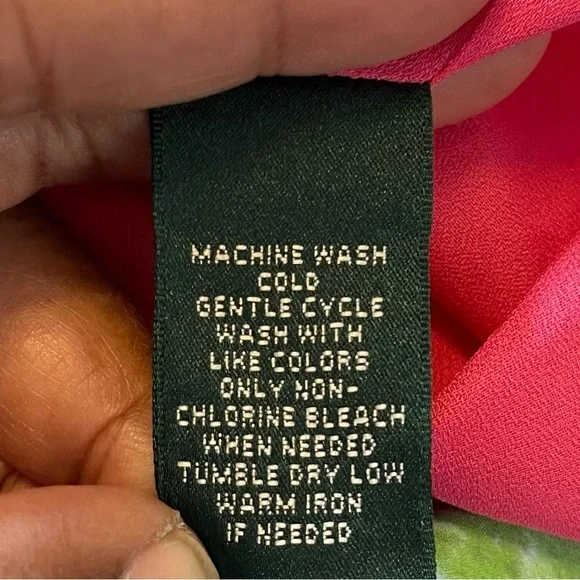 MACHINE WASH
COLD
GENTLE CYCLE
WASH WITH
LIKE COLORS
ONLY NON-
CHLORINE BLEACH
WHEN NEEDED
TUMBLE DRY LOW
WARM IRON
IF NEEDED